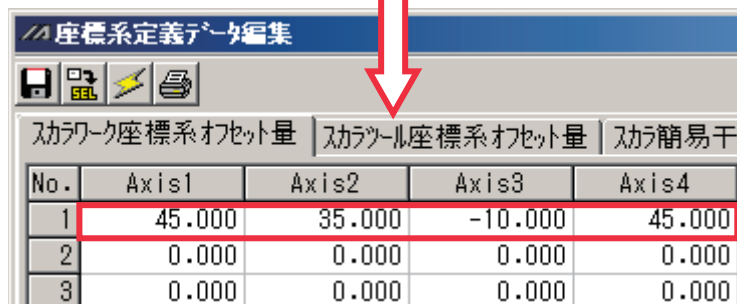 座標系定義データ編集
SEL
スカラワーク座標系オフセット量 スカラツール座標系オフセット量 スカラ簡易干
No. Axis1 Axis2 Axis3 Axis4
1 45.000 35.000 -10.000 45.000
2 0.000 0.000 0.000 0.000
3 0.000 0.000 0.000 0.000